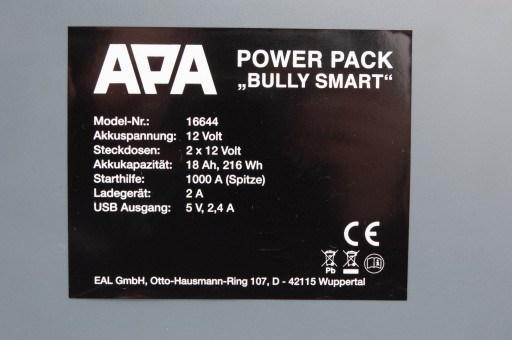 APA
POWER PACK
„BULLY SMART“
Model-Nr.: 16644
Akkuspannung: 12 Volt
Steckdosen: 2 x 12 Volt
Akkukapazität: 18 Ah, 216 Wh
Starthilfe: 1000 A (Spitze)
Ladegerät: 2 A
USB Ausgang: 5 V, 2,4 A
CE
Pb
EAL GmbH, Otto-Hausmann-Ring 107, D - 42115 Wuppertal